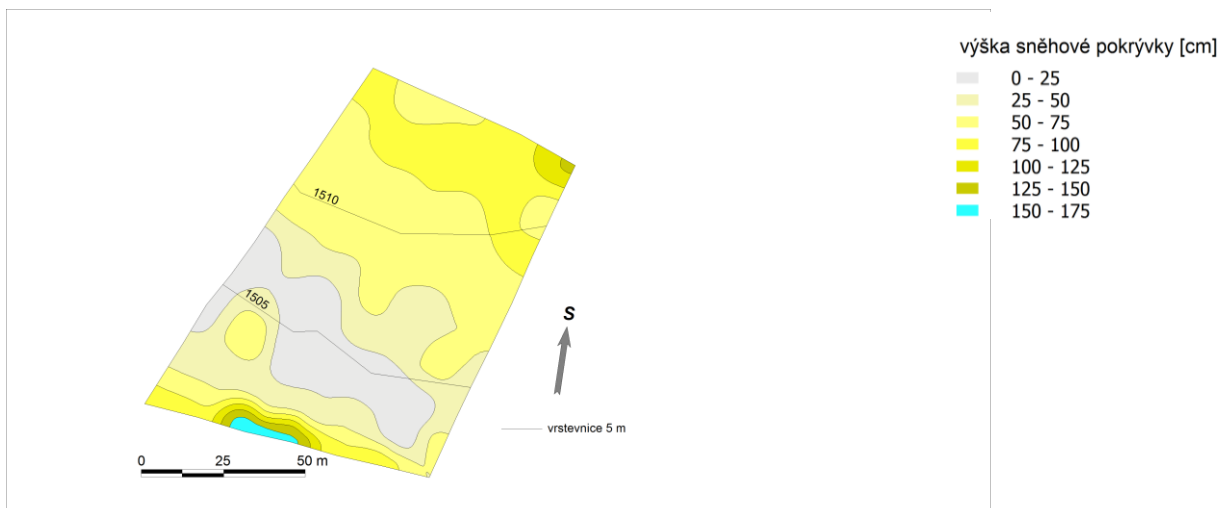 výška sněhové pokrývky [cm]
0 - 25
25 - 50
50 - 75
75 - 100
100 - 125
125 - 150
150 - 175
1510
1505
S
vrstevnice 5 m
0 25 50 m